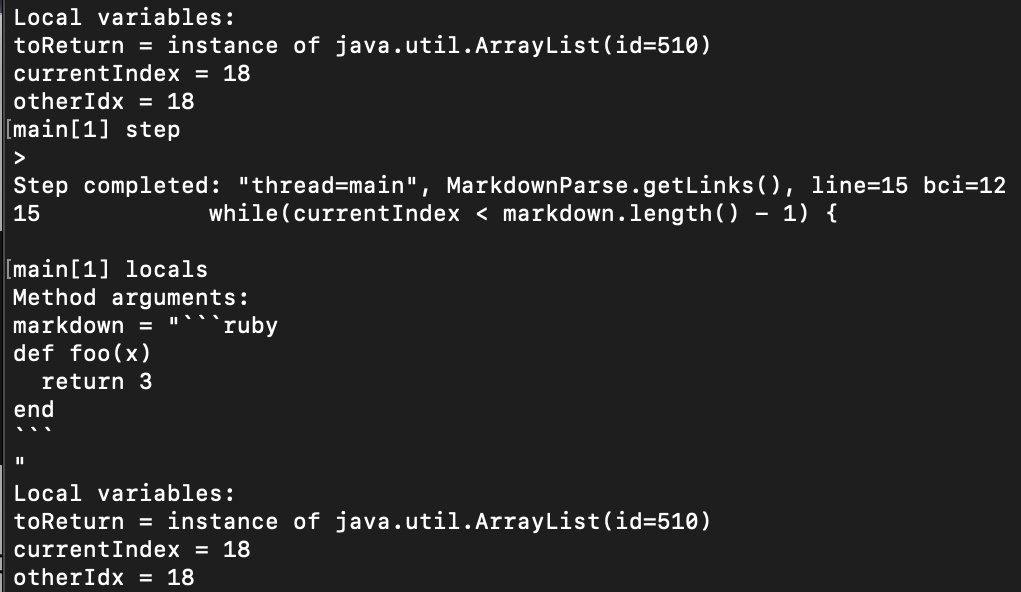 Local variables:
toReturn = instance of java.util.ArrayList(id=510)
currentIndex = 18
otherIdx = 18
[main[1] step
>
Step completed: "thread=main", MarkdownParse.getLinks(), line=15 bci=12
15            while(currentIndex < markdown.length() - 1) {

[main[1] locals
Method arguments:
markdown = "```ruby
def foo(x)
  return 3
end
```
"
Local variables:
toReturn = instance of java.util.ArrayList(id=510)
currentIndex = 18
otherIdx = 18